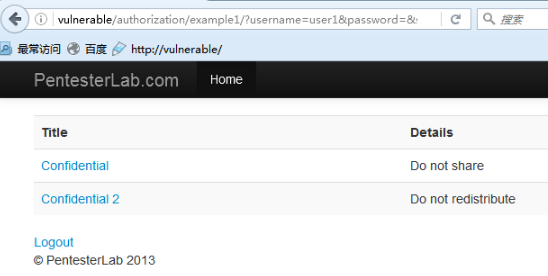 vulnerable/authorization/example1/?username=user1&password=&
搜索
最常访问 百度 http://vulnerable/
PentesterLab.com Home
Title Details
Confidential Do not share
Confidential 2 Do not redistribute
Logout
© PentesterLab 2013